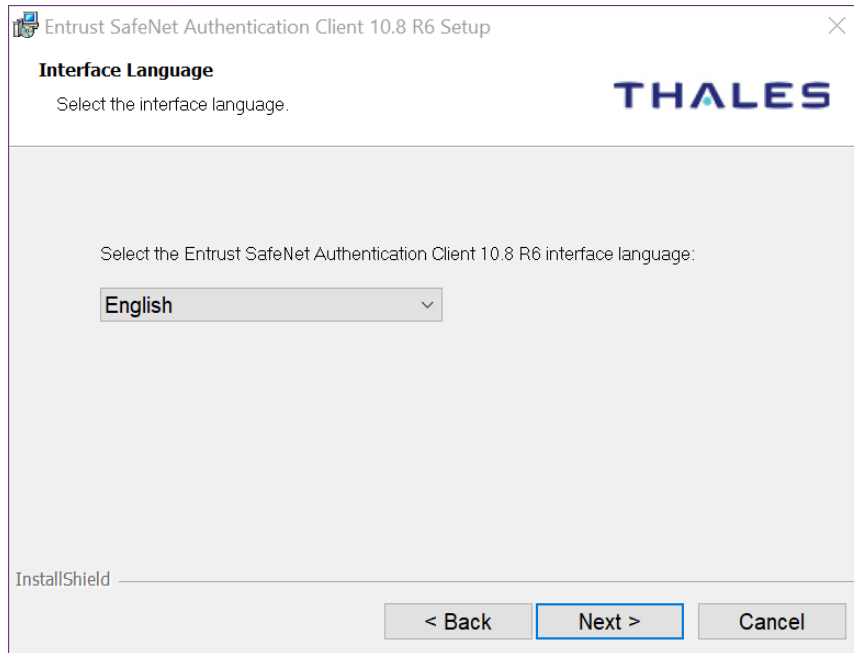 Entrust SafeNet Authentication Client 10.8 R6 Setup
Interface Language
Select the interface language.
THALES
Select the Entrust SafeNet Authentication Client 10.8 R6 interface language:
English
InstallShield
< Back
Next >
Cancel